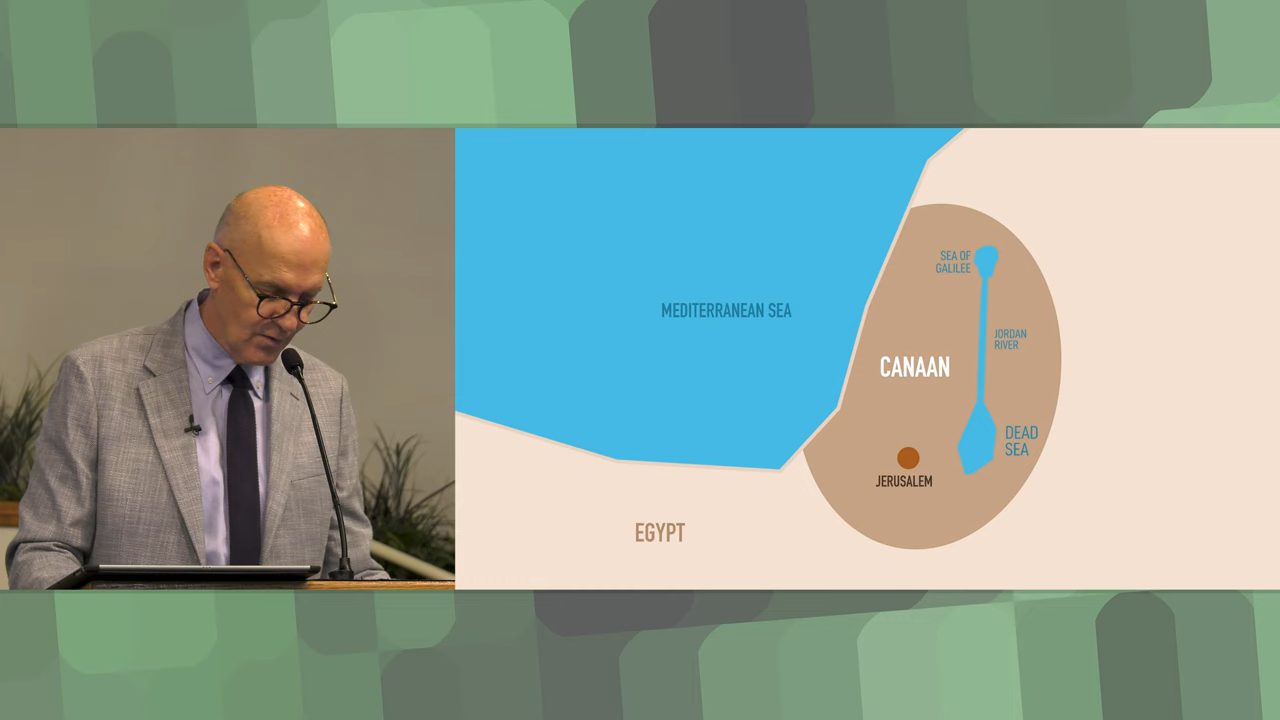 SEA OF
GALILEE
MEDITERRANEAN SEA
JORDAN
RIVER
CANAAN
DEAD
SEA
JERUSALEM
EGYPT